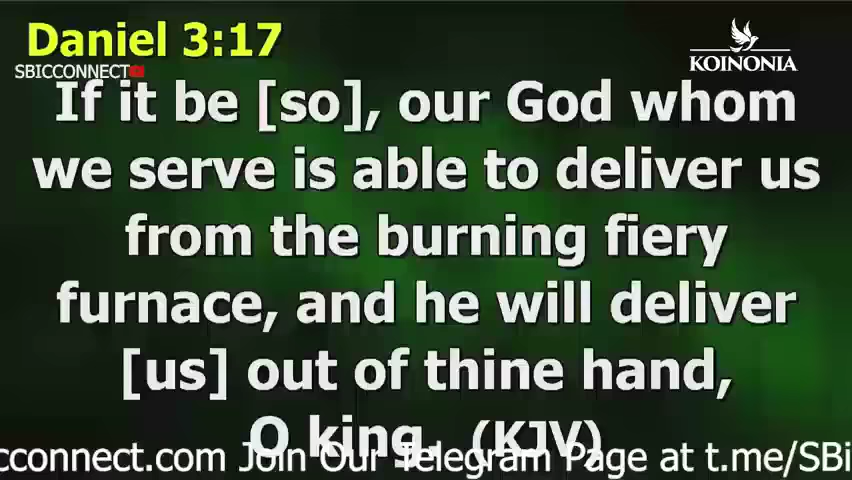 Daniel 3:17
KOINONIA
SBICCONNECT
If it be [so], our God whom
we serve is able to deliver us
from the burning fiery
furnace, and he will deliver
[us] out of thine hand,
O king. (KJV)
cconnect.com Join Our Telegram Page at t.me/SBi